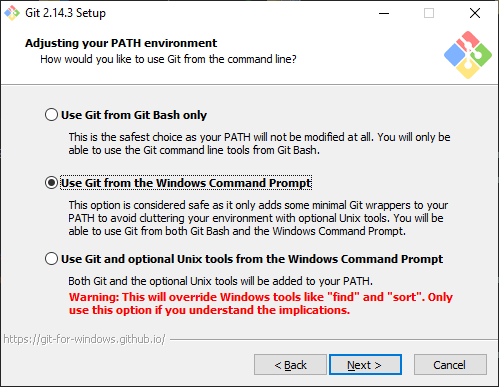 Git 2.14.3 Setup
Adjusting your PATH environment
How would you like to use Git from the command line?
Use Git from Git Bash only
This is the safest choice as your PATH will not be modified at all. You will only be
able to use the Git command line tools from Git Bash.
Use Git from the Windows Command Prompt
This option is considered safe as it only adds some minimal Git wrappers to your
PATH to avoid cluttering your environment with optional Unix tools. You will be
able to use Git from both Git Bash and the Windows Command Prompt.
Use Git and optional Unix tools from the Windows Command Prompt
Both Git and the optional Unix tools will be added to your PATH.
Warning: This will override Windows tools like "find" and "sort". Only
use this option if you understand the implications.
https://git-for-windows.github.io/
< Back Next > Cancel